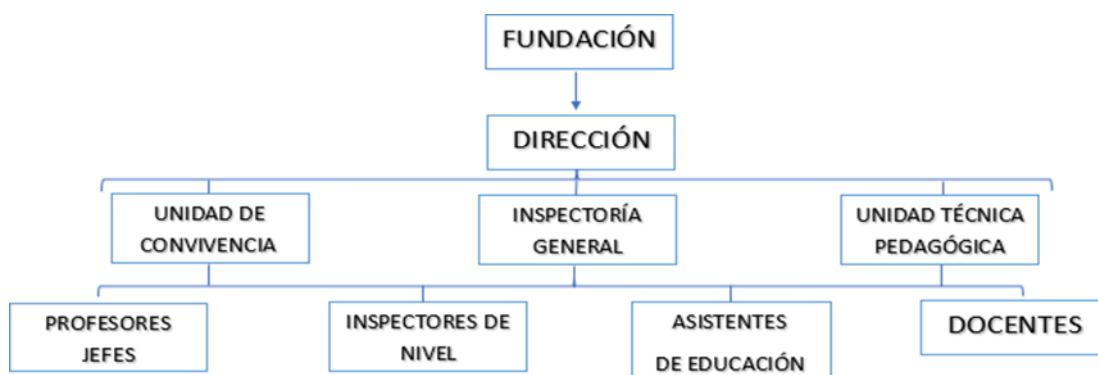 FUNDACIÓN
DIRECCIÓN
UNIDAD DE
CONVIVENCIA
INSPECTORÍA
GENERAL
UNIDAD TÉCNICA
PEDAGÓGICA
PROFESORES
JEFES
INSPECTORES DE
NIVEL
ASISTENTES
DE EDUCACIÓN
DOCENTES